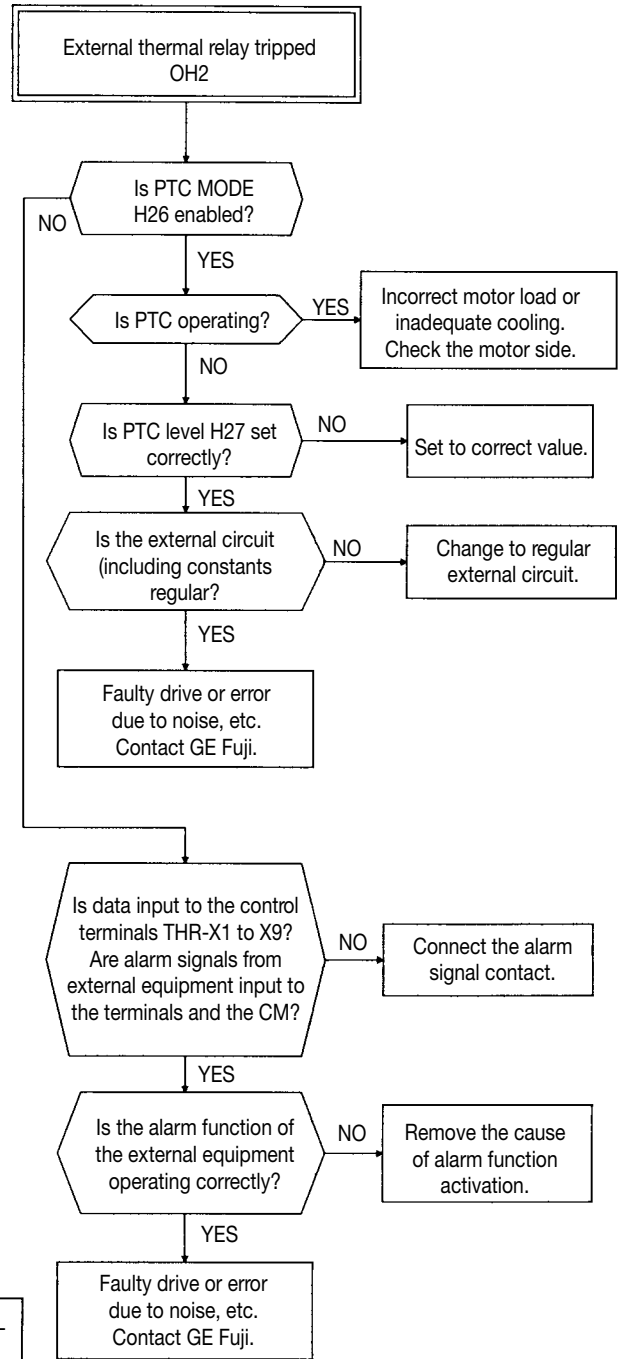 External thermal relay tripped
OH2
Is PTC MODE
H26 enabled?
NO
YES
Is PTC operating?
YES
Incorrect motor load or
inadequate cooling.
Check the motor side.
NO
Is PTC level H27 set
correctly?
NO
Set to correct value.
YES
Is the external circuit
(including constants
regular?
NO
Change to regular
external circuit.
YES
Faulty drive or error
due to noise, etc.
Contact GE Fuji.
Is data input to the control
terminals THR-X1 to X9?
Are alarm signals from
external equipment input to
the terminals and the CM?
NO
Connect the alarm
signal contact.
YES
Is the alarm function of
the external equipment
operating correctly?
NO
Remove the cause
of alarm function
activation.
YES
Faulty drive or error
due to noise, etc.
Contact GE Fuji.